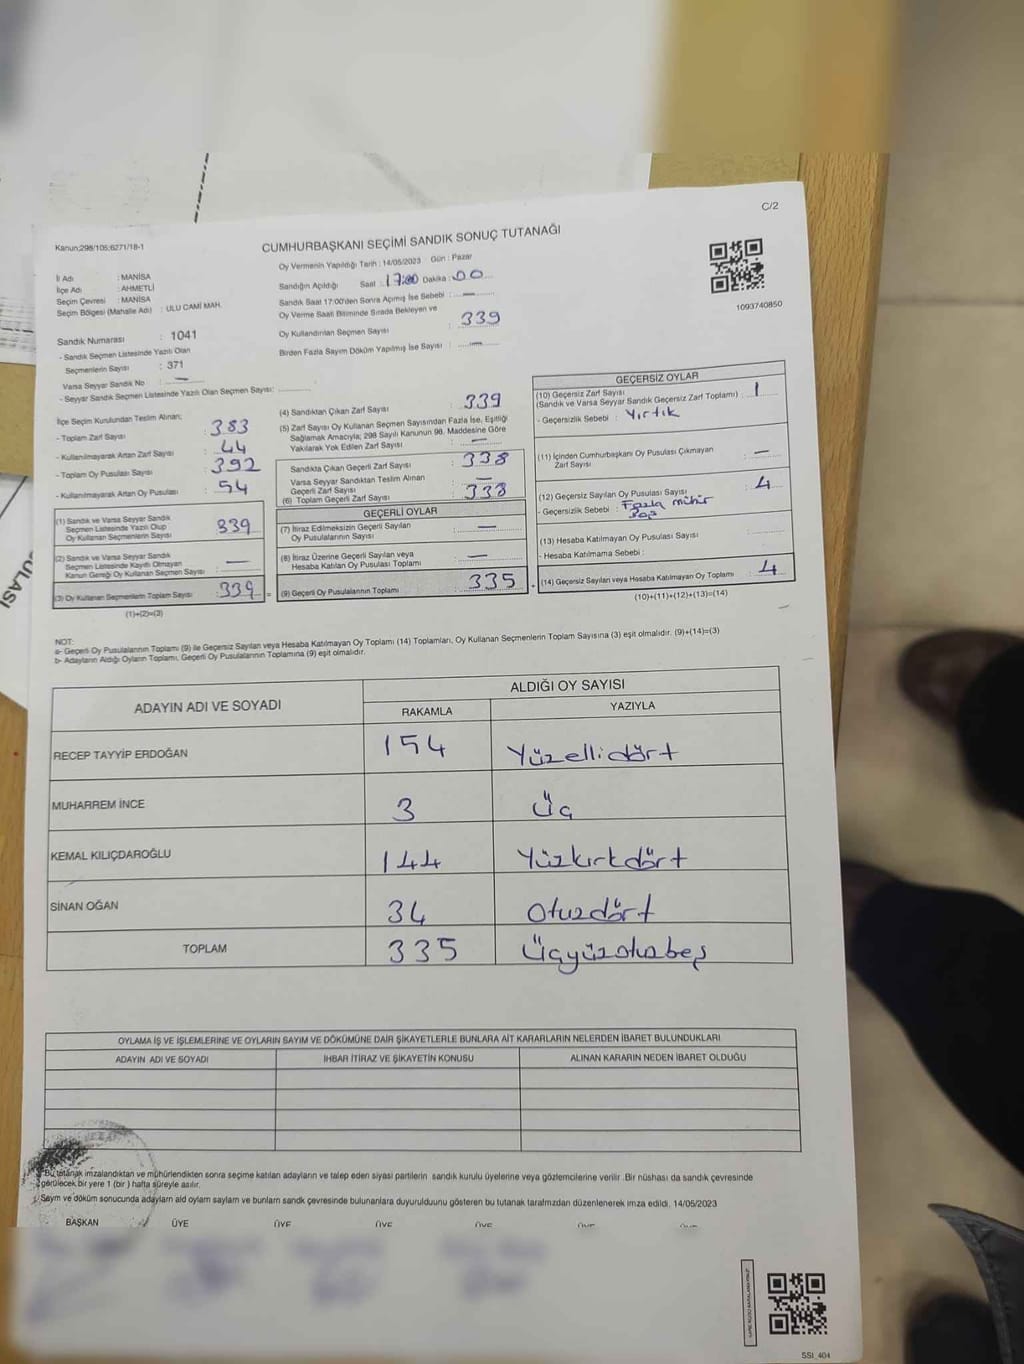 C/2
Kanun:298/105;6271/18-1
CUMHURBAŞKANI SEÇİMİ SANDIK SONUÇ TUTANAĞI
İl Adı : MANİSA
İlçe Adı : AHMETLİ
Seçim Çevresi : MANİSA
Seçim Bölgesi (Mahalle Adı) : ULU CAMİ MAH.
Oy Vermenin Yapıldığı Tarih : 14/05/2023 Gün : Pazar
Sandığın Açıldığı Saat : 17:00 Dakika : 00
Sandık Saat 17:00'den Sonra Açımış İse Sebebi : —
Oy Verme Saati Bitiminde Sırada Bekleyen ve
Oy Kullandırılan Seçmen Sayısı : 339
Birden Fazla Sayım Döküm Yapılmış İse Sayısı : —
1093740850
Sandık Numarası : 1041
- Sandık Seçmen Listesinde Yazılı Olan
Seçmenlerin Sayısı : 371
Varsa Seyyar Sandık No : —
- Seyyar Sandık Seçmen Listesinde Yazılı Olan Seçmen Sayısı:
İlçe Seçim Kurulundan Teslim Alınan;
- Toplam Zarf Sayısı : 383
- Kullanılmayarak Artan Zarf Sayısı : 44
- Toplam Oy Pusulası Sayısı : 392
- Kullanılmayarak Artan Oy Pusulası : 54
(1) Sandık ve Varsa Seyyar Sandık
Seçmen Listesinde Yazılı Olup
Oy Kullanan Seçmenlerin Sayısı : 339
(2) Sandık ve Varsa Seyyar Sandık
Seçmen Listesinde Kayıtlı Olmayan
Kanun Gereği Oy Kullanan Seçmen Sayısı : —
(3) Oy Kullanan Seçmenlerin Toplam Sayısı : 339 =
(1)+(2)=(3)
(4) Sandıktan Çıkan Zarf Sayısı : 339
(5) Zarf Sayısı Oy Kullanan Seçmen Sayısından Fazla İse, Eşitliği
Sağlamak Amacıyla; 298 Sayılı Kanunun 98. Maddesine Göre
Yakılarak Yok Edilen Zarf Sayısı : —
Sandıkta Çıkan Geçerli Zarf Sayısı : 338
Varsa Seyyar Sandıktan Teslim Alınan
Geçerli Zarf Sayısı : —
(6) Toplam Geçerli Zarf Sayısı : 338
GEÇERLİ OYLAR
(7) İtiraz Edilmeksizin Geçerli Sayılan
Oy Pusulalarının Sayısı : —
(8) İtiraz Üzerine Geçerli Sayılan veya
Hesaba Katılan Oy Pusulası Toplamı : —
(9) Geçerli Oy Pusulalarının Toplamı : 335
GEÇERSİZ OYLAR
(10) Geçersiz Zarf Sayısı
(Sandık ve Varsa Seyyar Sandık Geçersiz Zarf Toplamı) : 1
- Geçersizlik Sebebi : Yırtık
(11) İçinden Cumhurbaşkanı Oy Pusulası Çıkmayan
Zarf Sayısı : —
(12) Geçersiz Sayılan Oy Pusulası Sayısı : 4
- Geçersizlik Sebebi : Fazla mühür
(13) Hesaba Katılmayan Oy Pusulası Sayısı :
- Hesaba Katılmama Sebebi :
(14) Geçersiz Sayılan veya Hesaba Katılmayan Oy Toplamı : 4
(10)+(11)+(12)+(13)=(14)
NOT:
a- Geçerli Oy Pusulalarının Toplamı (9) ile Geçersiz Sayılan veya Hesaba Katılmayan Oy Toplamı (14) Toplamları, Oy Kullanan Seçmenlerin Toplam Sayısına (3) eşit olmalıdır. (9)+(14)=(3)
b- Adayların Aldığı Oyların Toplamı, Geçerli Oy Pusulalarının Toplamına (9) eşit olmalıdır.
ADAYIN ADI VE SOYADI
ALDIĞI OY SAYISI
RAKAMLA YAZIYLA
RECEP TAYYİP ERDOĞAN 154 Yüzellidört
MUHARREM İNCE 3 Üç
KEMAL KILIÇDAROĞLU 144 Yüzkırkdört
SİNAN OĞAN 34 Otuzdört
TOPLAM 335 Üçyüzotuzbeş
OYLAMA İŞ VE İŞLEMLERİNE VE OYLARIN SAYIM VE DÖKÜMÜNE DAİR ŞİKAYETLERLE BUNLARA AİT KARARLARIN NELERDEN İBARET BULUNDUKLARI
ADAYIN ADI VE SOYADI İHBAR İTİRAZ VE ŞİKAYETİN KONUSU ALINAN KARARIN NEDEN İBARET OLDUĞU
Bu tutanak imzalandıktan ve mühürlendikten sonra seçime katılan adayların ve talep eden siyasi partilerin sandık kurulu üyelerine veya gözlemcilerine verilir. Bir nüshası da sandık çevresinde
görülecek bir yere 1 (bir) hafta süreyle asılır.
Saym ve döküm sonucunda adaylarn ald oylarn saylarn ve bunlarn sandk çevresinde bulunanlara duyurulduunu gösteren bu tutanak tarafmzdan düzenlenerek imza edildi. 14/05/2023
BAŞKAN ÜYE ÜYE ÜYE ÜYE ÜYE ÜYE
SSI_404
ULASI